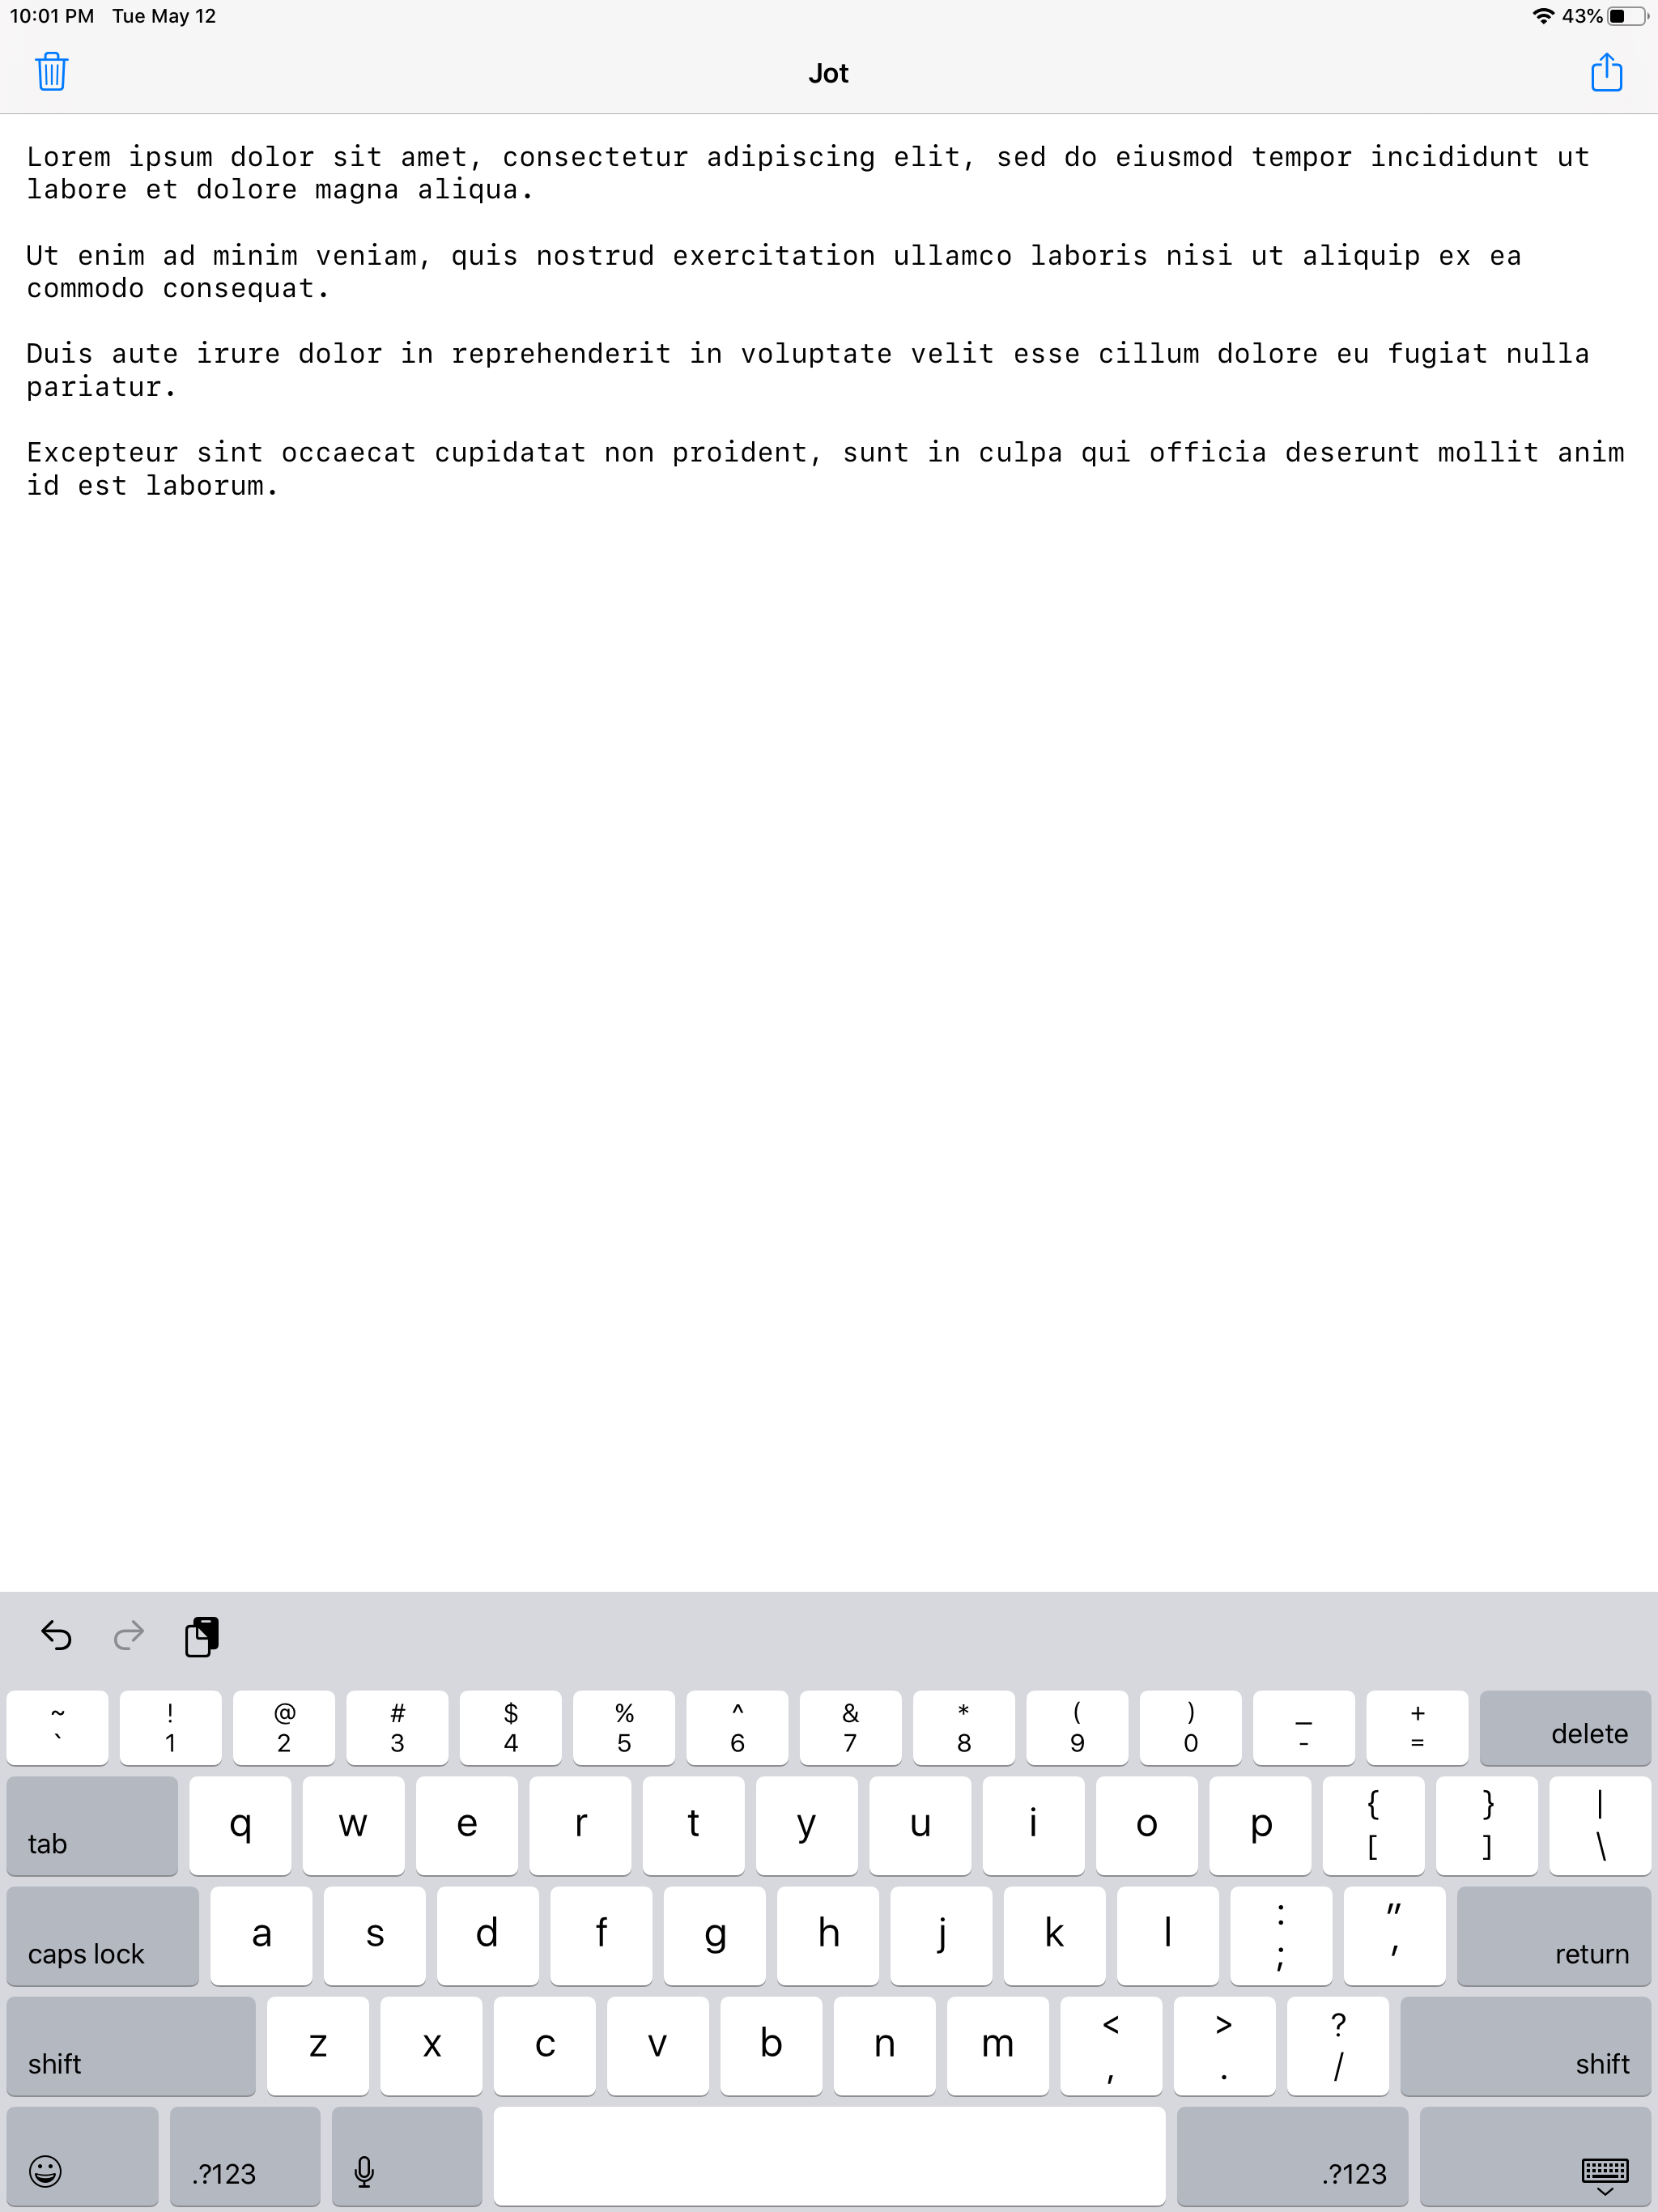 10:01 PM Tue May 12 43%
Jot
Lorem ipsum dolor sit amet, consectetur adipiscing elit, sed do eiusmod tempor incididunt ut
labore et dolore magna aliqua.
Ut enim ad minim veniam, quis nostrud exercitation ullamco laboris nisi ut aliquip ex ea
commodo consequat.
Duis aute irure dolor in reprehenderit in voluptate velit esse cillum dolore eu fugiat nulla
pariatur.
Excepteur sint occaecat cupidatat non proident, sunt in culpa qui officia deserunt mollit anim
id est laborum.
~ ! @ # $ % ^ & * ( ) _ +
` 1 2 3 4 5 6 7 8 9 0 - = delete
tab q w e r t y u i o p { [ } ] | \
caps lock a s d f g h j k l : ; " ' return
shift z x c v b n m < , > . ? / shift
.?123 .?123